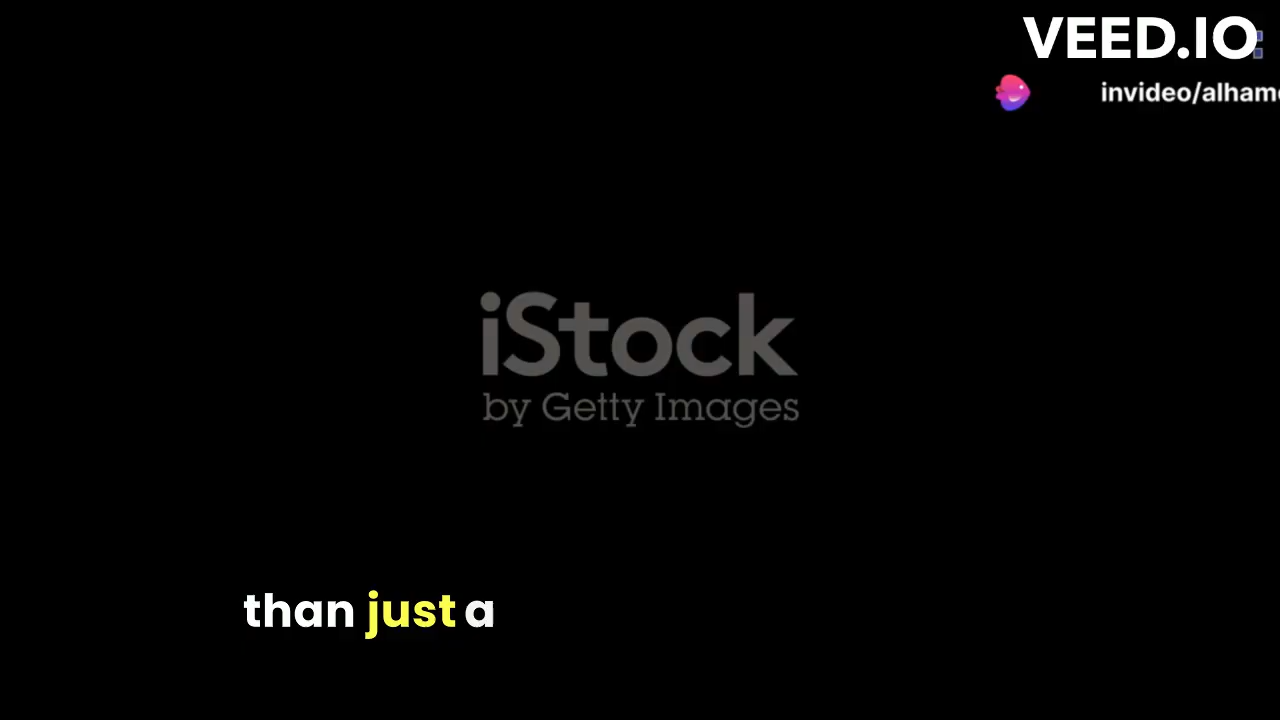 VEED.IO
invideo/alham
iStock
by Getty Images
than just a